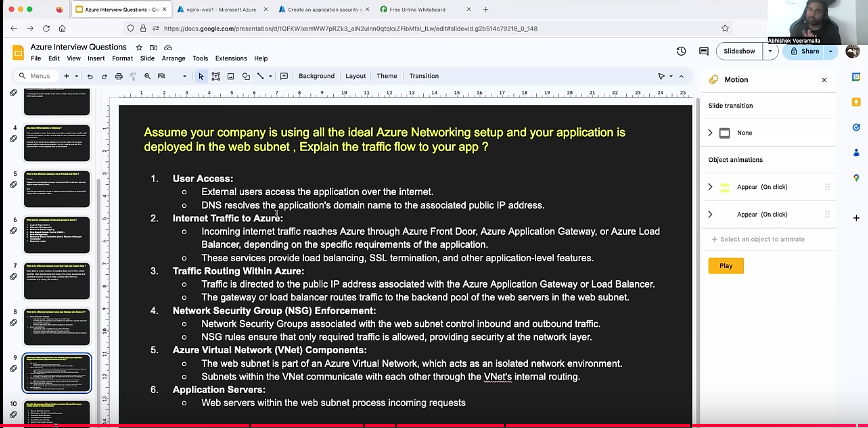 Azure Interview Questions
eqinx-west1 - Microsoft Azure
Create an application security
Free Online Whiteboard
Azure Interview Questions
File Edit View Insert Format Slide Arrange Tools Extensions Help
Slideshow
Share
Abhishek Veeramalla
Menus
Fit
Background Layout Theme Transition
Motion
Slide transition
None
Object animations
Appear (On click)
Appear (On click)
Select an object to animate
Play
4
5
6
7
8
9
10
Assume your company is using all the ideal Azure Networking setup and your application is
deployed in the web subnet , Explain the traffic flow to your app ?
1. User Access:
○ External users access the application over the internet.
○ DNS resolves the application's domain name to the associated public IP address.
2. Internet Traffic to Azure:
○ Incoming internet traffic reaches Azure through Azure Front Door, Azure Application Gateway, or Azure Load
Balancer, depending on the specific requirements of the application.
○ These services provide load balancing, SSL termination, and other application-level features.
3. Traffic Routing Within Azure:
○ Traffic is directed to the public IP address associated with the Azure Application Gateway or Load Balancer.
○ The gateway or load balancer routes traffic to the backend pool of the web servers in the web subnet.
4. Network Security Group (NSG) Enforcement:
○ Network Security Groups associated with the web subnet control inbound and outbound traffic.
○ NSG rules ensure that only required traffic is allowed, providing security at the network layer.
5. Azure Virtual Network (VNet) Components:
○ The web subnet is part of an Azure Virtual Network, which acts as an isolated network environment.
○ Subnets within the VNet communicate with each other through the VNet's internal routing.
6. Application Servers:
○ Web servers within the web subnet process incoming requests